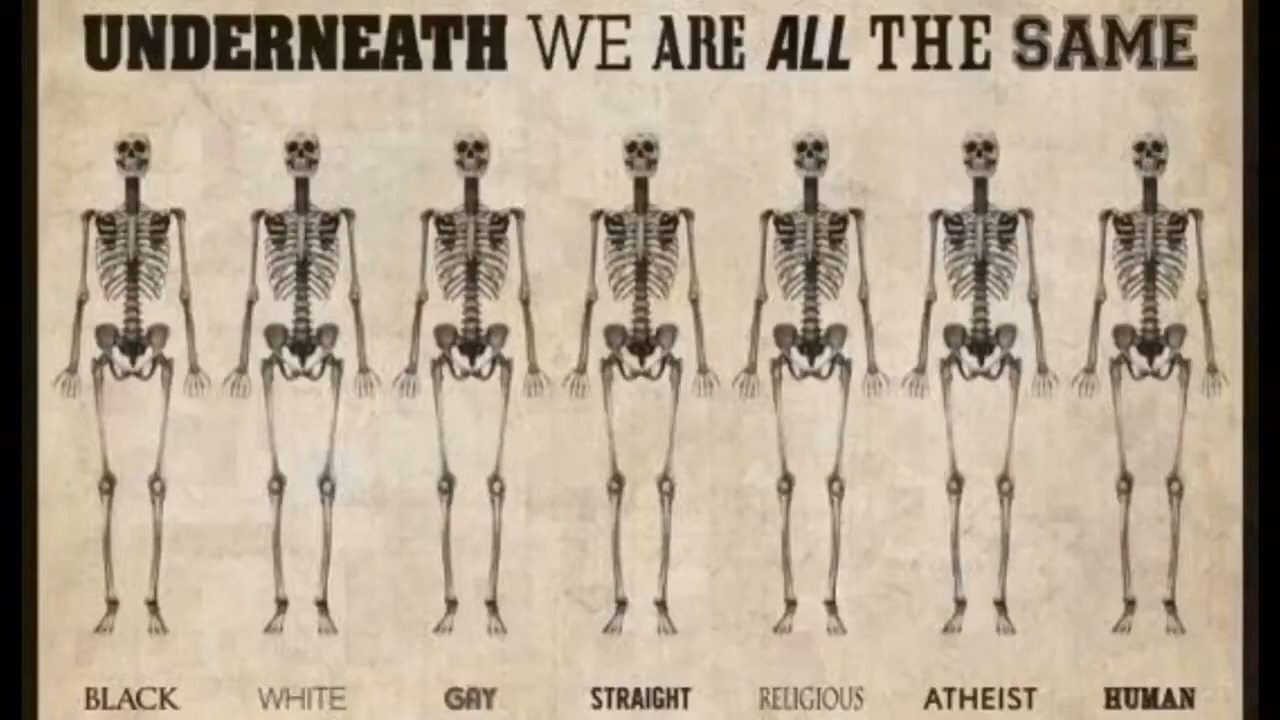 UNDERNEATH WE ARE ALL THE SAME
BLACK WHITE GAY STRAIGHT RELIGIOUS ATHEIST HUMAN